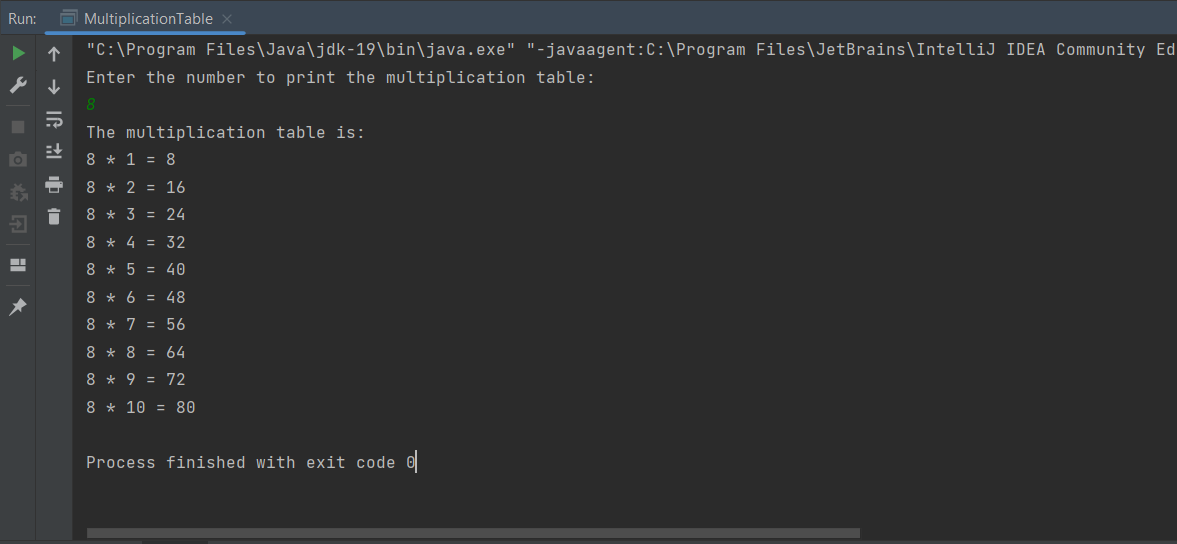 Run: MultiplicationTable
"C:\Program Files\Java\jdk-19\bin\java.exe" "-javaagent:C:\Program Files\JetBrains\IntelliJ IDEA Community Ed
Enter the number to print the multiplication table:
8
The multiplication table is:
8 * 1 = 8
8 * 2 = 16
8 * 3 = 24
8 * 4 = 32
8 * 5 = 40
8 * 6 = 48
8 * 7 = 56
8 * 8 = 64
8 * 9 = 72
8 * 10 = 80
Process finished with exit code 0